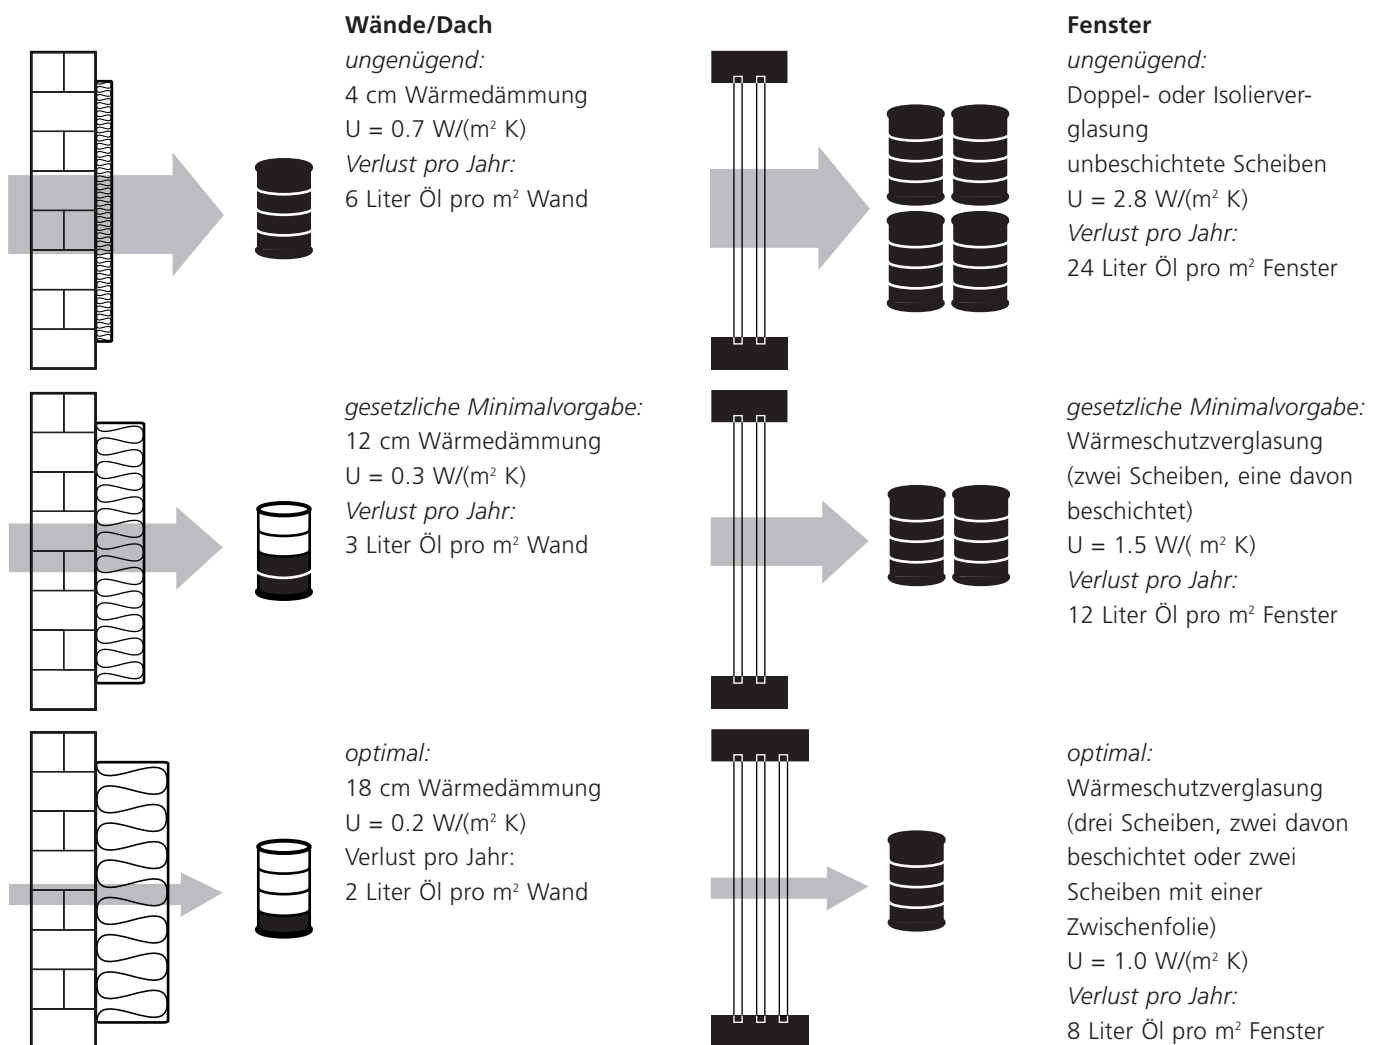 Wände/Dach
ungenügend:
4 cm Wärmedämmung
U = 0.7 W/(m² K)
Verlust pro Jahr:
6 Liter Öl pro m² Wand
gesetzliche Minimalvorgabe:
12 cm Wärmedämmung
U = 0.3 W/(m² K)
Verlust pro Jahr:
3 Liter Öl pro m² Wand
optimal:
18 cm Wärmedämmung
U = 0.2 W/(m² K)
Verlust pro Jahr:
2 Liter Öl pro m² Wand
Fenster
ungenügend:
Doppel- oder Isolierver-
glasung
unbeschichtete Scheiben
U = 2.8 W/(m² K)
Verlust pro Jahr:
24 Liter Öl pro m² Fenster
gesetzliche Minimalvorgabe:
Wärmeschutzverglasung
(zwei Scheiben, eine davon
beschichtet)
U = 1.5 W/( m² K)
Verlust pro Jahr:
12 Liter Öl pro m² Fenster
optimal:
Wärmeschutzverglasung
(drei Scheiben, zwei davon
beschichtet oder zwei
Scheiben mit einer
Zwischenfolie)
U = 1.0 W/(m² K)
Verlust pro Jahr:
8 Liter Öl pro m² Fenster